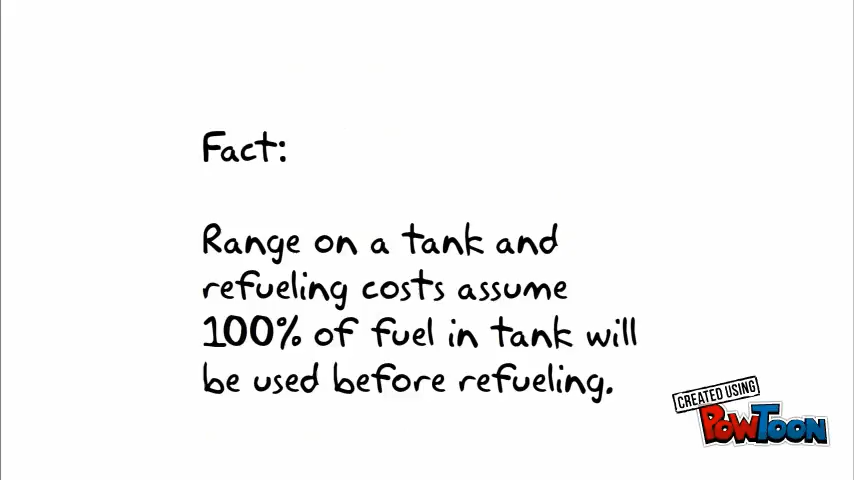 Fact:
Range on a tank and
refueling costs assume
100% of fuel in tank will
be used before refueling.
CREATED USING
POWTOON